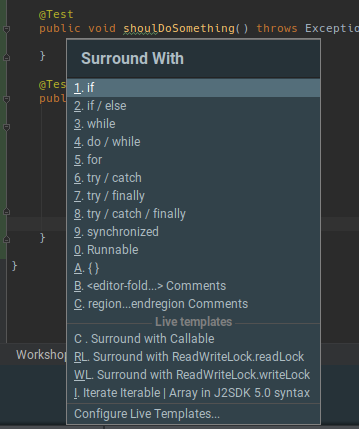 @Test
public void shoulDoSomething() throws Exception
}
Surround With
@Tes
publ
1. if
2. if / else
3. while
4. do / while
5. for
6. try / catch
7. try / finally
8. try / catch / finally
9. synchronized
0. Runnable
A. { }
B. <editor-fold...> Comments
C. region...endregion Comments
}
}
Live templates
C . Surround with Callable
RL. Surround with ReadWriteLock.readLock
Workshop
WL. Surround with ReadWriteLock.writeLock
I. Iterate Iterable | Array in J2SDK 5.0 syntax
Configure Live Templates...